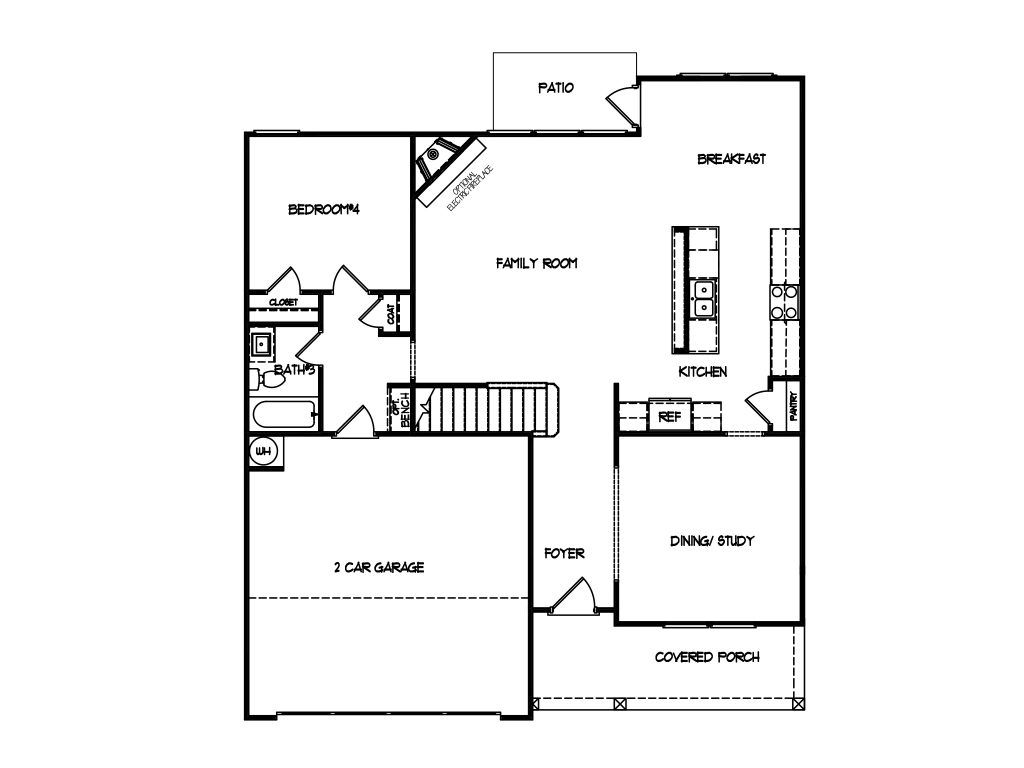 PATIO
BREAKFAST
OPTIONAL
ELECTRIC FIREPLACE
BEDROOM#4
FAMILY ROOM
CLOSET
COAT
BATH#3
KITCHEN
OPT.
BENCH
REF
PANTRY
WH
DINING/ STUDY
FOYER
2 CAR GARAGE
COVERED PORCH